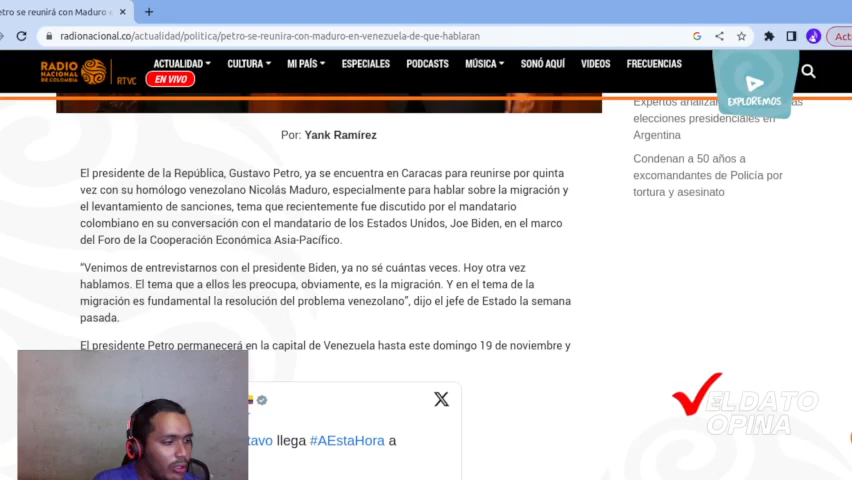 etro se reunirá con Maduro e
radionacional.co/actualidad/politica/petro-se-reunira-con-maduro-en-venezuela-de-que-hablaran
RADIO NACIONAL DE COLOMBIA RTVC
ACTUALIDAD CULTURA MI PAÍS ESPECIALES PODCASTS MÚSICA SONÓ AQUÍ VIDEOS FRECUENCIAS
EN VIVO
EXPLOREMOS
Por: Yank Ramírez
El presidente de la República, Gustavo Petro, ya se encuentra en Caracas para reunirse por quinta
vez con su homólogo venezolano Nicolás Maduro, especialmente para hablar sobre la migración y
el levantamiento de sanciones, tema que recientemente fue discutido por el mandatario
colombiano en su conversación con el mandatario de los Estados Unidos, Joe Biden, en el marco
del Foro de la Cooperación Económica Asia-Pacífico.
“Venimos de entrevistarnos con el presidente Biden, ya no sé cuántas veces. Hoy otra vez
hablamos. El tema que a ellos les preocupa, obviamente, es la migración. Y en el tema de la
migración es fundamental la resolución del problema venezolano”, dijo el jefe de Estado la semana
pasada.
El presidente Petro permanecerá en la capital de Venezuela hasta este domingo 19 de noviembre y
tavo llega #AEstaHora a
Expertos analizan las
elecciones presidenciales en
Argentina
Condenan a 50 años a
excomandantes de Policía por
tortura y asesinato
EL DATO
OPINA